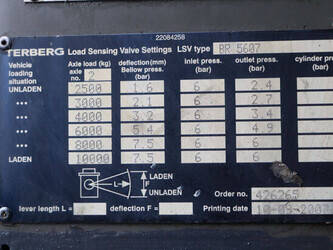 22084258
TERBERG Load Sensing Valve Settings LSV type BR 5607
Vehicle loading situation Axle load (kg) axle no. 2 deflection(mm) Bellow press. (bar) inlet press. (bar) outlet press. (bar) cylinder p (bar)
UNLADEN 2500 1.6 6 2.4
••• 3000 2.1 6 2.7
••• 4000 3.2 6 3.4
••• 6000 5.4 6 4.9
••• 8000 7.5 6 6
LADEN 10000 7.5 6 6
LADEN
L F
UNLADEN
Order no. 426265
lever length L = deflection F = Printing date 10-09-2007